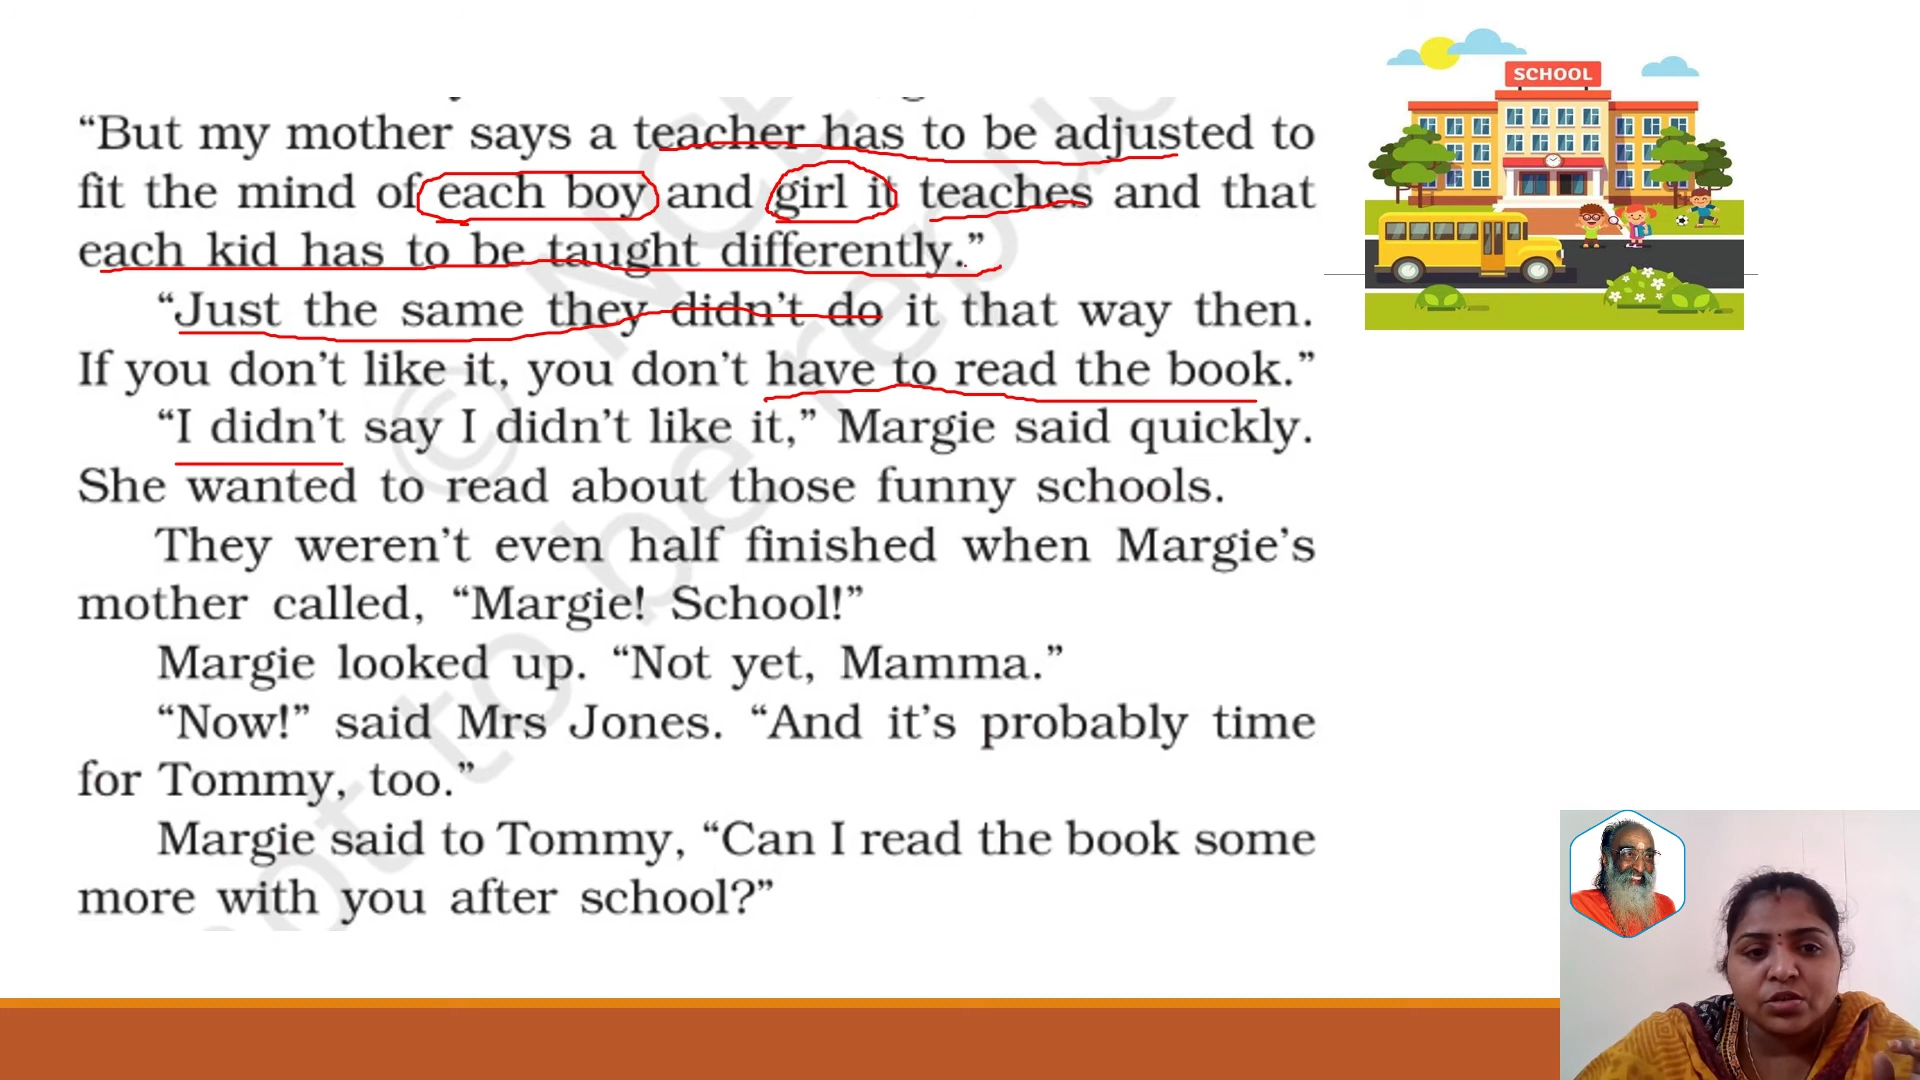 SCHOOL
“But my mother says a teacher has to be adjusted to
fit the mind of each boy and girl it teaches and that
each kid has to be taught differently.”
“Just the same they didn’t do it that way then.
If you don’t like it, you don’t have to read the book.”
“I didn’t say I didn’t like it,” Margie said quickly.
She wanted to read about those funny schools.
They weren’t even half finished when Margie’s
mother called, “Margie! School!”
Margie looked up. “Not yet, Mamma.”
“Now!” said Mrs Jones. “And it’s probably time
for Tommy, too.”
Margie said to Tommy, “Can I read the book some
more with you after school?”